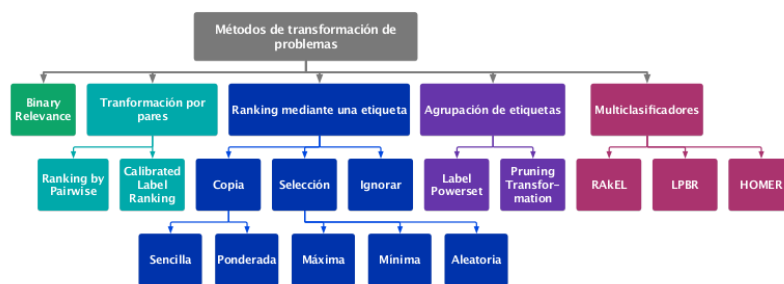 Métodos de transformación de
problemas
Binary
Relevance
Tranformación por
pares
Ranking mediante una etiqueta
Agrupación de etiquetas
Multiclasificadores
Ranking by
Pairwise
Calibrated
Label
Ranking
Copia
Selección
Ignorar
Label
Powerset
Pruning
Transfor-
mation
RAkEL
LPBR
HOMER
Sencilla
Ponderada
Máxima
Mínima
Aleatoria